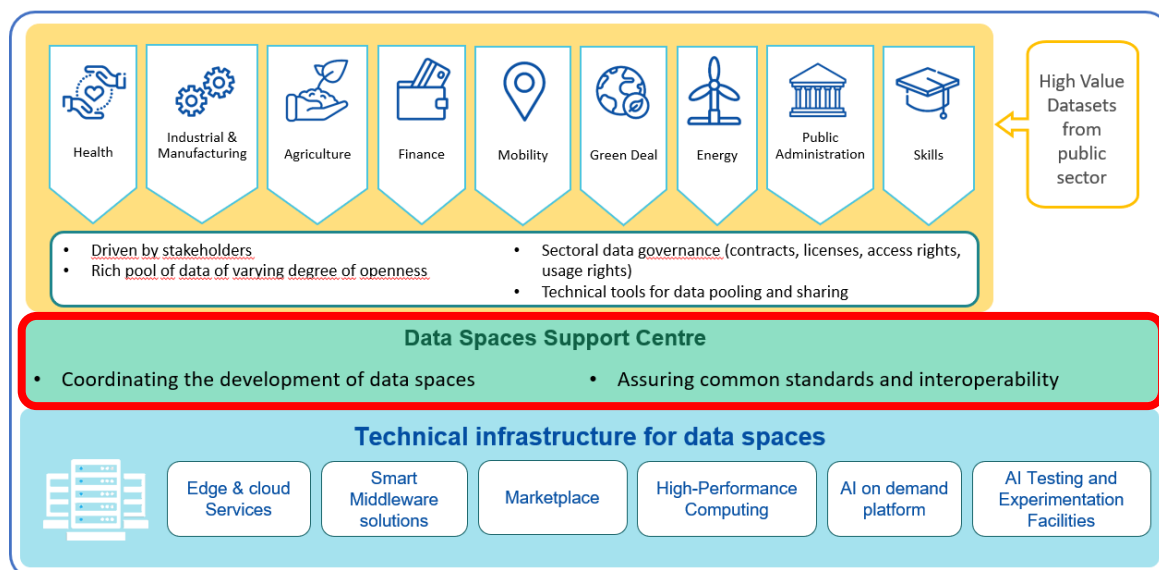 Health
Industrial &
Manufacturing
Agriculture
Finance
Mobility
Green Deal
Energy
Public
Administration
Skills
High Value
Datasets
from
public
sector
• Driven by stakeholders
• Rich pool of data of varying degree of openness
• Sectoral data governance (contracts, licenses, access rights,
usage rights)
• Technical tools for data pooling and sharing
Data Spaces Support Centre
• Coordinating the development of data spaces
• Assuring common standards and interoperability
Technical infrastructure for data spaces
Edge & cloud
Services
Smart
Middleware
solutions
Marketplace
High-Performance
Computing
AI on demand
platform
AI Testing and
Experimentation
Facilities